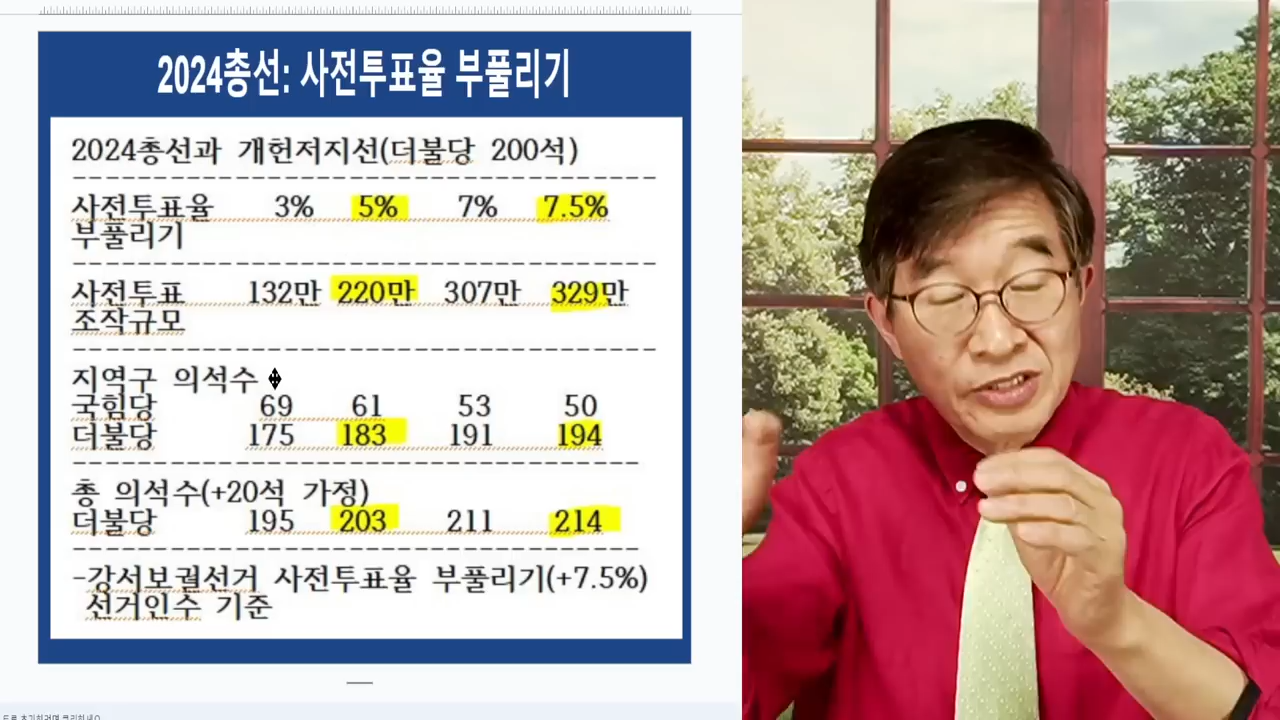 2024총선: 사전투표율 부풀리기
2024총선과 개헌저지선(더불당 200석)
사전투표율 3% 5% 7% 7.5%
부풀리기
사전투표 132만 220만 307만 329만
조작규모
지역구 의석수
국힘당 69 61 53 50
더불당 175 183 191 194
총 의석수(+20석 가정)
더불당 195 203 211 214
-강서보궐선거 사전투표율 부풀리기(+7.5%)
선거인수 기준